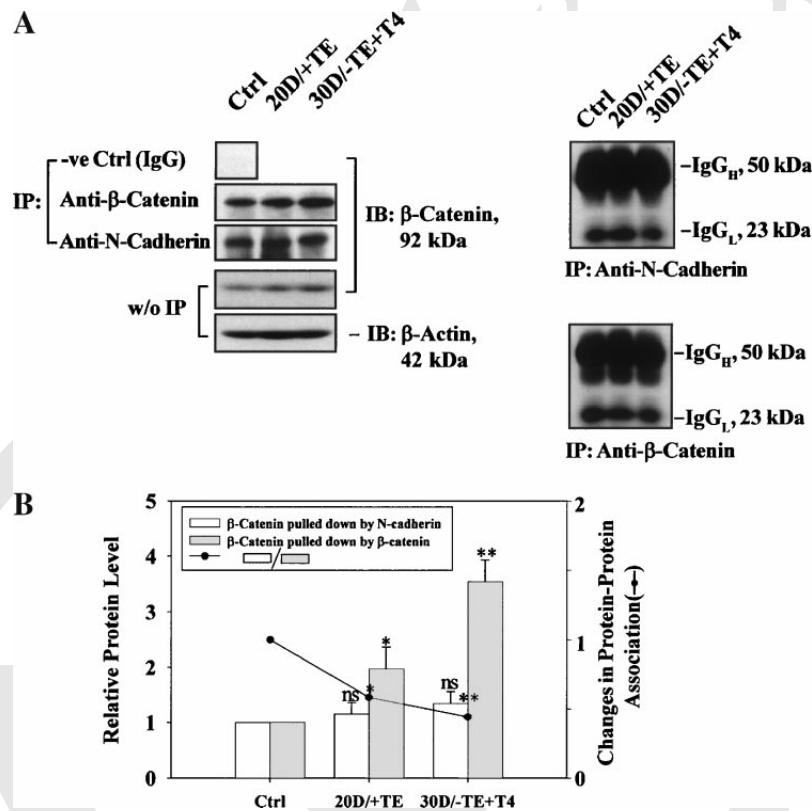 A
Ctrl
20D/+TE
30D/-TE+T4
IP:
-ve Ctrl (IgG)
Anti-β-Catenin
Anti-N-Cadherin
w/o IP
IB: β-Catenin,
92 kDa
IB: β-Actin,
42 kDa
Ctrl
20D/+TE
30D/-TE+T4
IgGH, 50 kDa
IgGL, 23 kDa
IP: Anti-N-Cadherin
IgGH, 50 kDa
IgGL, 23 kDa
IP: Anti-β-Catenin
B
β-Catenin pulled down by N-cadherin
β-Catenin pulled down by β-catenin
/
Relative Protein Level
5
4
3
2
1
0
ns
*
*
ns
**
**
2
1
0
Changes in Protein-Protein
Association(–•–)
Ctrl
20D/+TE
30D/-TE+T4